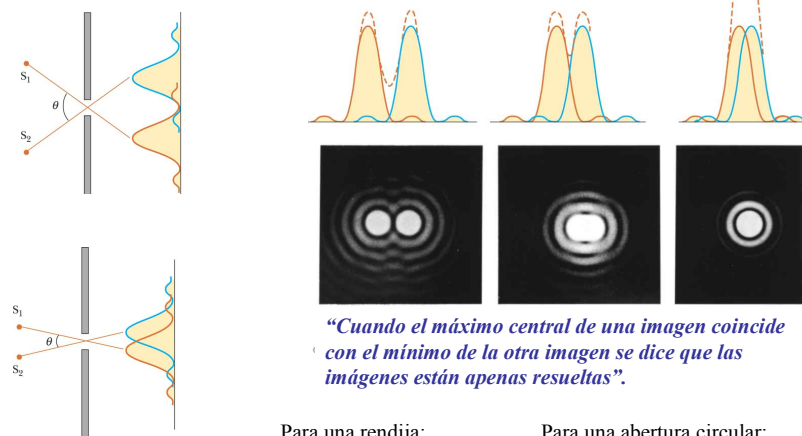 S1
θ
S2
S1
θ
S2
“Cuando el máximo central de una imagen coincide
con el mínimo de la otra imagen se dice que las
imágenes están apenas resueltas”.
Para una rendija:
Para una abertura circular: